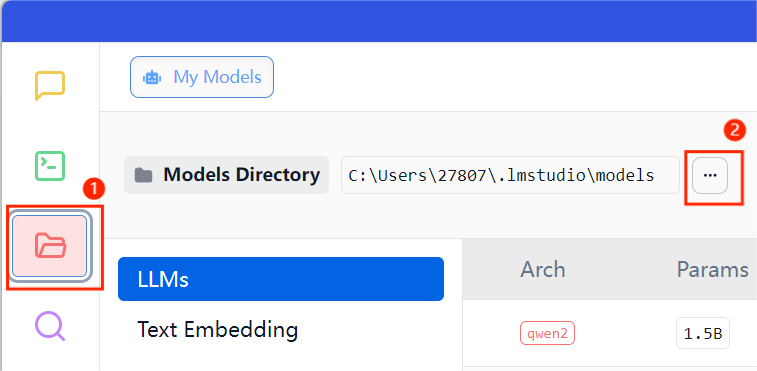 My Models
2
Models Directory C:\Users\27807\.lmstudio\models ...
1
LLMs Arch Params
Text Embedding qwen2 1.5B